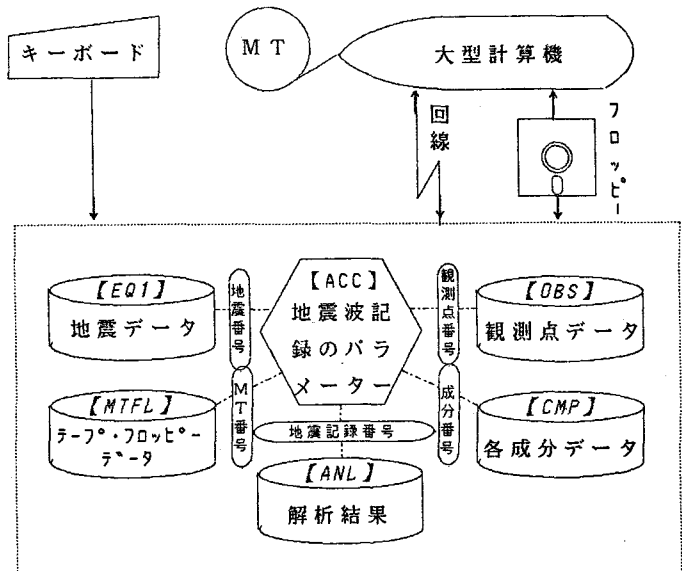 キーボード
MT
大型計算機
回線
フロッピー
【EQ1】
地震データ
地震番号
【ACC】
地震波記
録のパラ
メーター
観測点番号
【OBS】
観測点データ
【MTFL】
テープ・フロッピー
データ
MT番号
地震記録番号
成分番号
【CMP】
各成分データ
【ANL】
解析結果